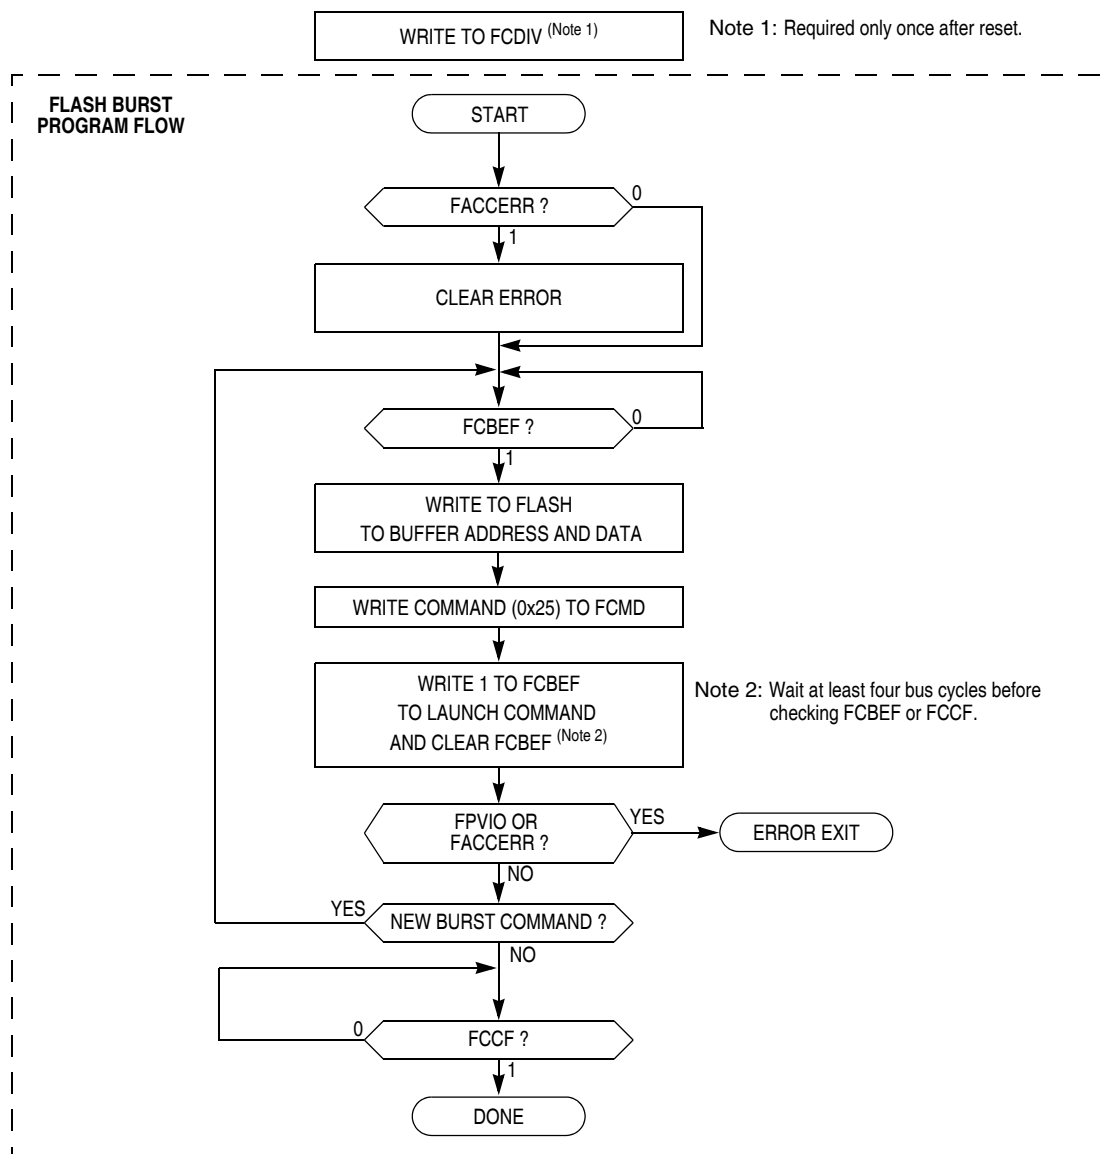 WRITE TO FCDIV (Note 1)
Note 1: Required only once after reset.
FLASH BURST
PROGRAM FLOW
START
FACCERR ?
0
1
CLEAR ERROR
FCBEF ?
0
1
WRITE TO FLASH
TO BUFFER ADDRESS AND DATA
WRITE COMMAND (0x25) TO FCMD
WRITE 1 TO FCBEF
TO LAUNCH COMMAND
AND CLEAR FCBEF (Note 2)
Note 2: Wait at least four bus cycles before
checking FCBEF or FCCF.
FPVIO OR
FACCERR ?
YES
ERROR EXIT
NO
YES
NEW BURST COMMAND ?
NO
0
FCCF ?
1
DONE